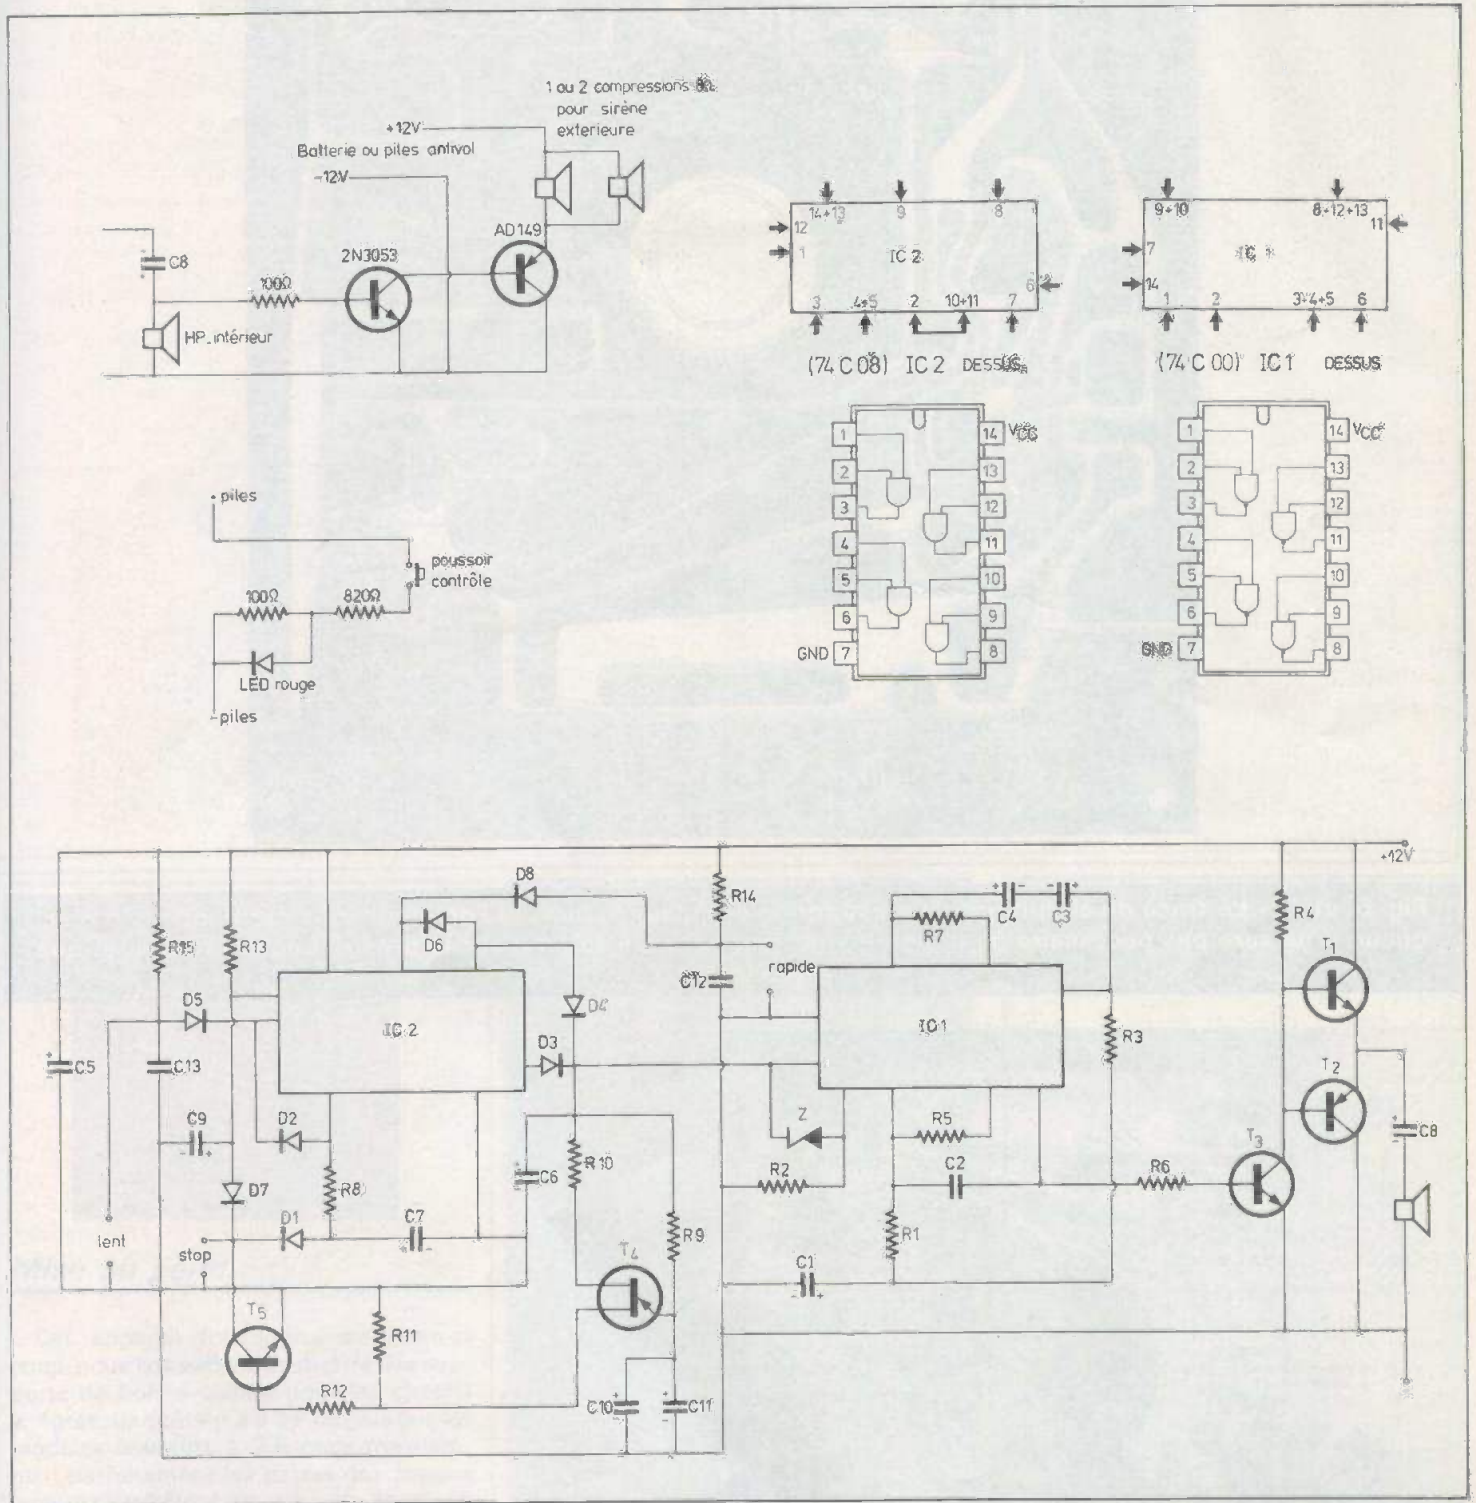 1 ou 2 compressions 8Ω
pour sirène
exterieure
+12V
Batterie ou piles antivol
-12V
C8
100Ω
2N3053
AD149
HP_intérieur
14+13
9
8
12
1
IC 2
6
3
4+5
2
10+11
7
(74 C 08) IC 2 DESSUS
9+10
8+12+13
11
7
14
IC 1
1
2
3+4+5
6
(74 C 00) IC 1 DESSUS
1
2
3
4
5
6
GND 7
14 VCC
13
12
11
10
9
8
1
2
3
4
5
6
GND 7
14 VCC
13
12
11
10
9
8
+ piles
poussoir
contrôle
100Ω
820Ω
LED rouge
- piles
+12V
D8
D6
R14
R7
C4
C3
R4
T1
R15
R13
D5
IC 2
D4
C12
rapide
IC 1
R3
C5
C13
D3
T2
C9
D2
Z
R5
C8
R8
C6
R10
R2
C2
T3
R6
D7
D1
C7
R9
R1
lent
stop
T4
C1
T5
R11
R12
C10
C11